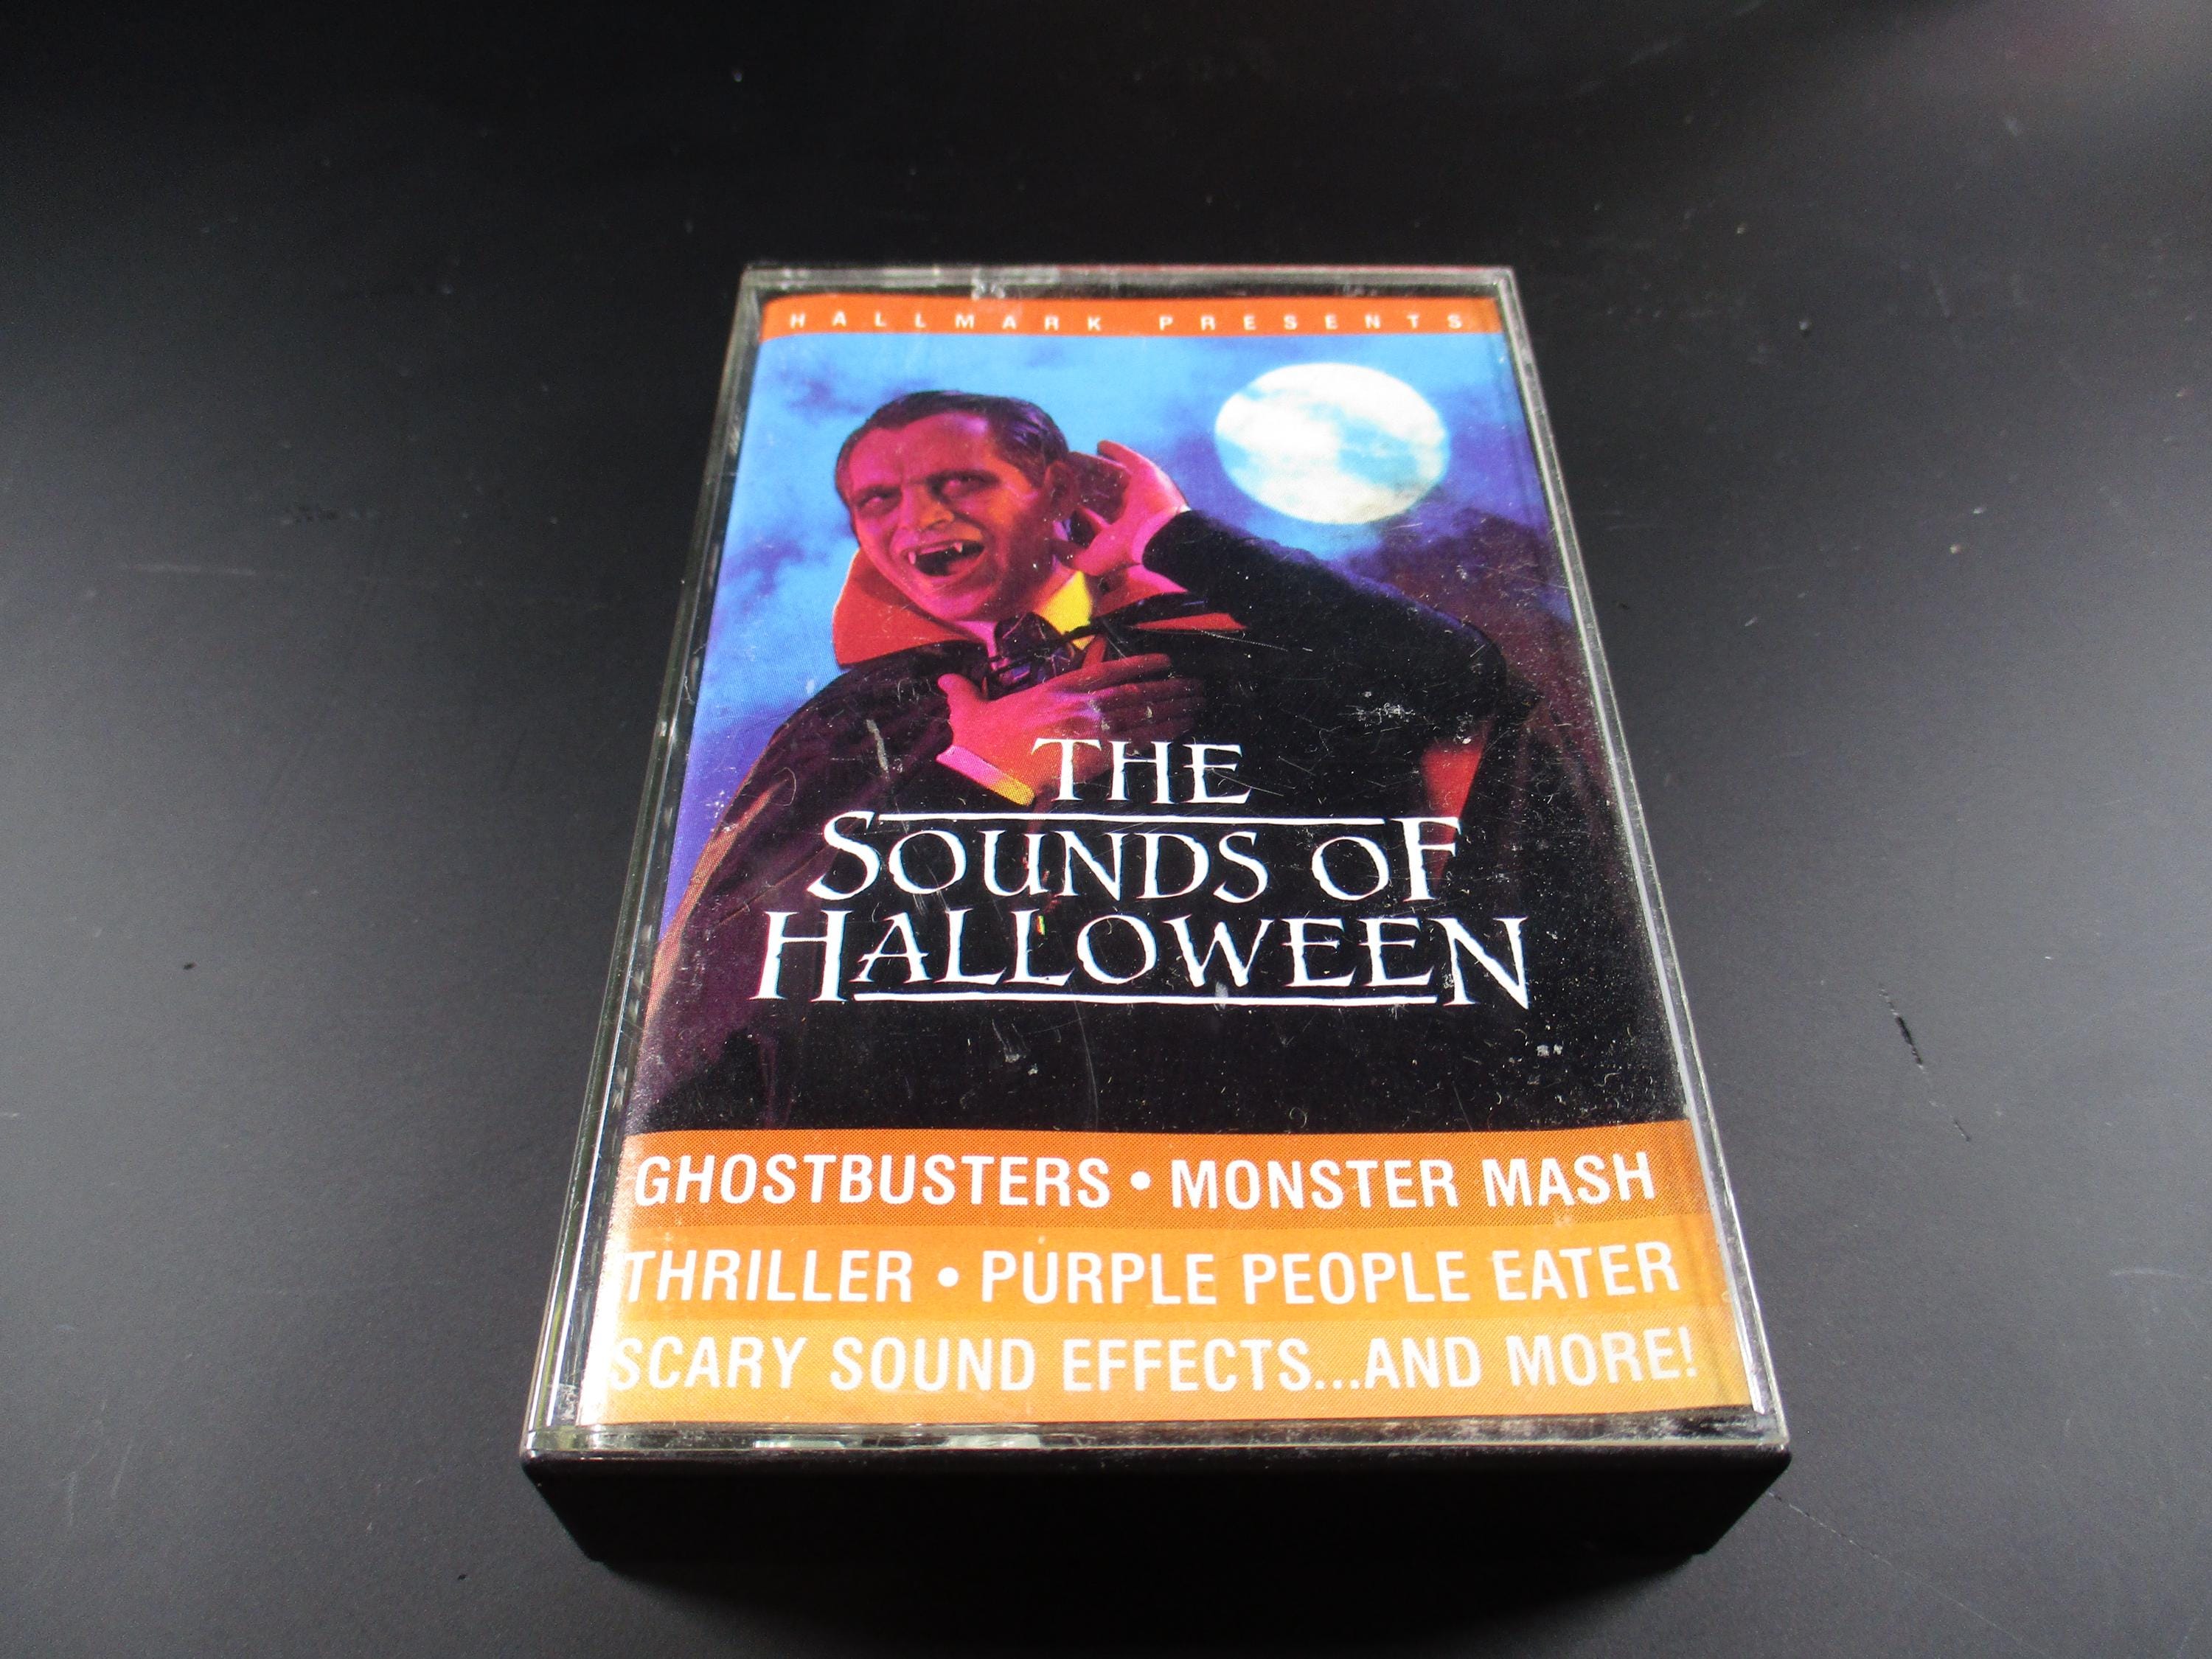 HALLMARK PRESENTS
THE
SOUNDS OF
HALLOWEEN
GHOSTBUSTERS • MONSTER MASH
THRILLER • PURPLE PEOPLE EATER
SCARY SOUND EFFECTS...AND MORE!